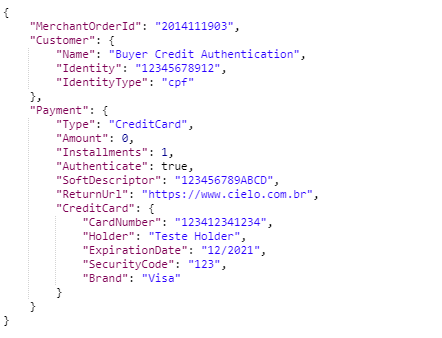 {
    "MerchantOrderId": "2014111903",
    "Customer": {
        "Name": "Buyer Credit Authentication",
        "Identity": "12345678912",
        "IdentityType": "cpf"
    },
    "Payment": {
        "Type": "CreditCard",
        "Amount": 0,
        "Installments": 1,
        "Authenticate": true,
        "SoftDescriptor": "123456789ABCD",
        "ReturnUrl": "https://www.cielo.com.br",
        "CreditCard": {
            "CardNumber": "123412341234",
            "Holder": "Teste Holder",
            "ExpirationDate": "12/2021",
            "SecurityCode": "123",
            "Brand": "Visa"
        }
    }
}